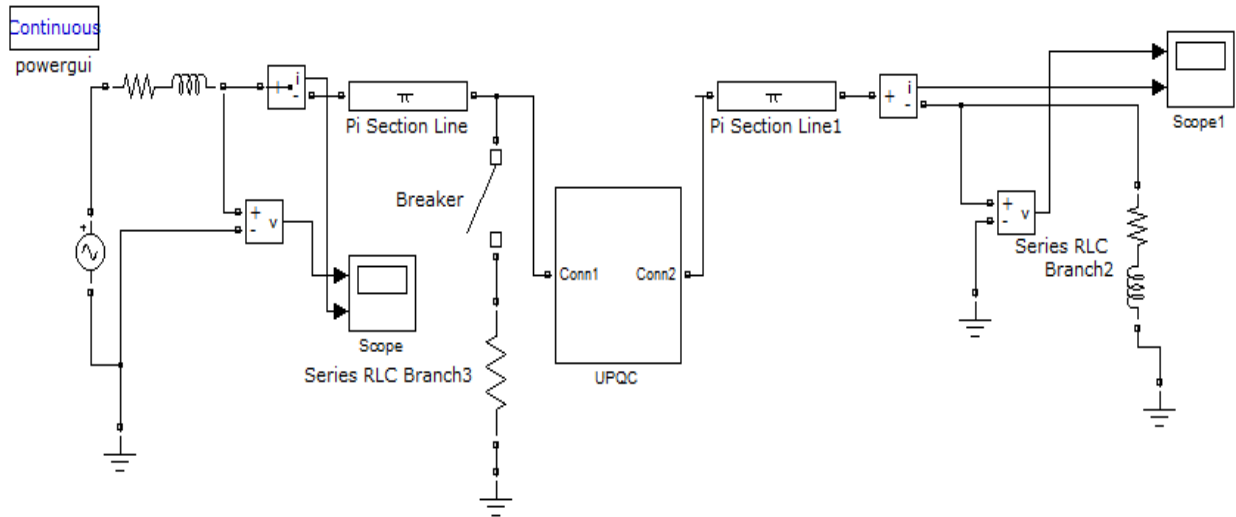 Continuous
powergui
+
i
-
π
Pi Section Line
π
Pi Section Line1
+
i
-
Scope1
Breaker
+
-
v
+
Conn1
Conn2
+
-
v
Series RLC
Branch2
Scope
Series RLC Branch3
UPQC